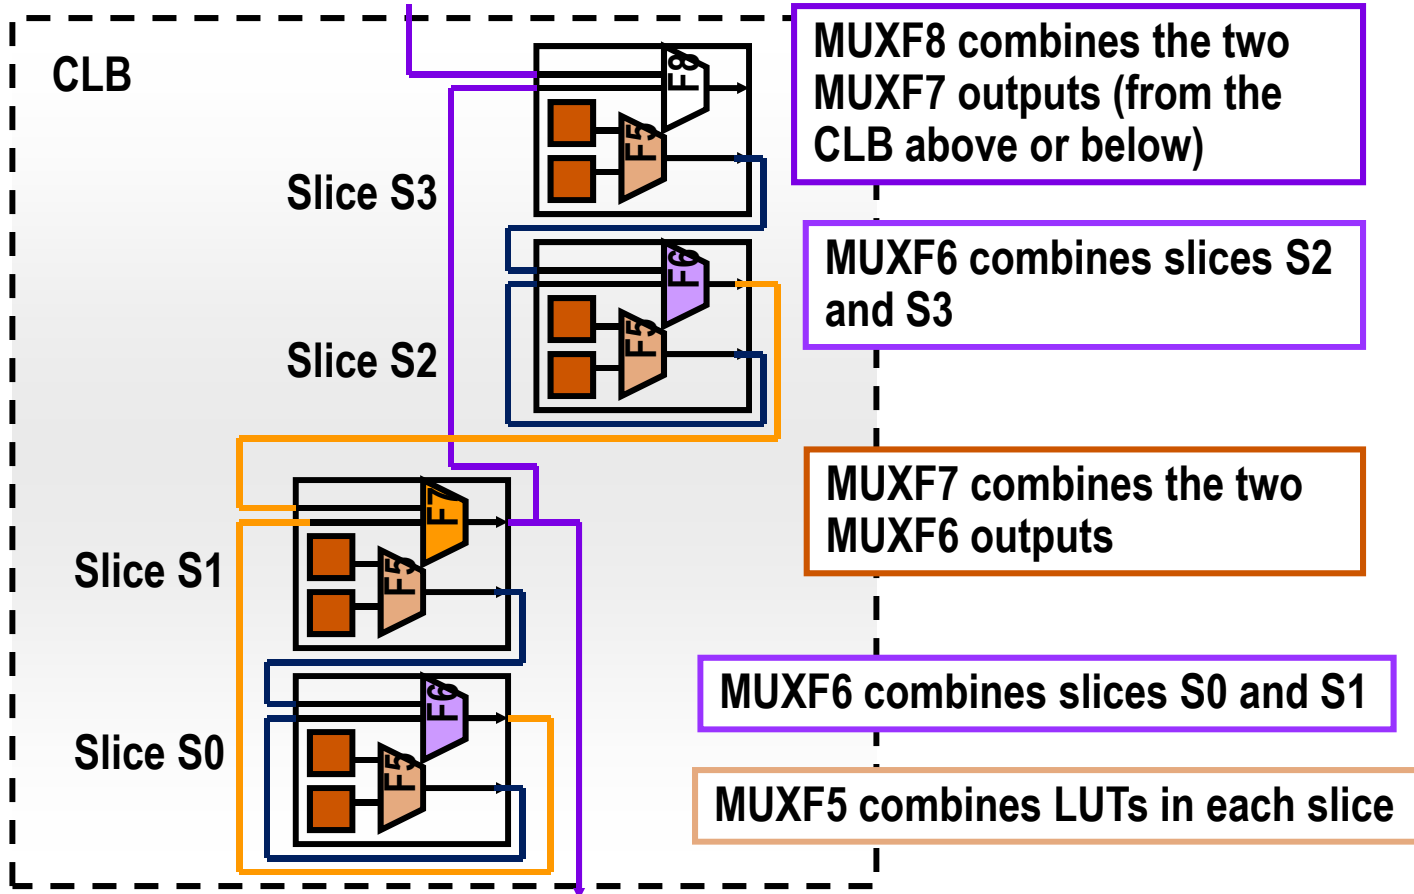 CLB
MUXF8 combines the two
MUXF7 outputs (from the
CLB above or below)
F8
F5
Slice S3
MUXF6 combines slices S2
and S3
F6
F5
Slice S2
MUXF7 combines the two
MUXF6 outputs
F7
F5
Slice S1
MUXF6 combines slices S0 and S1
F6
F5
Slice S0
MUXF5 combines LUTs in each slice